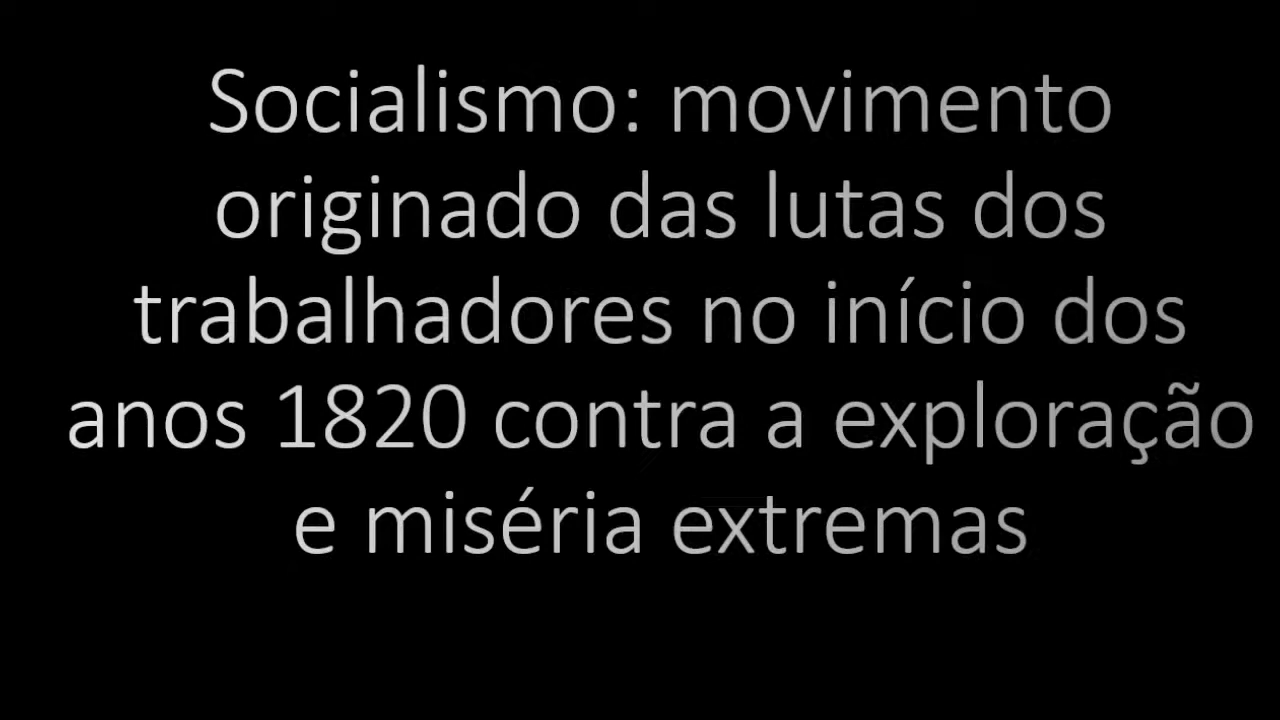 Socialismo: movimento
originado das lutas dos
trabalhadores no início dos
anos 1820 contra a exploração
e miséria extremas